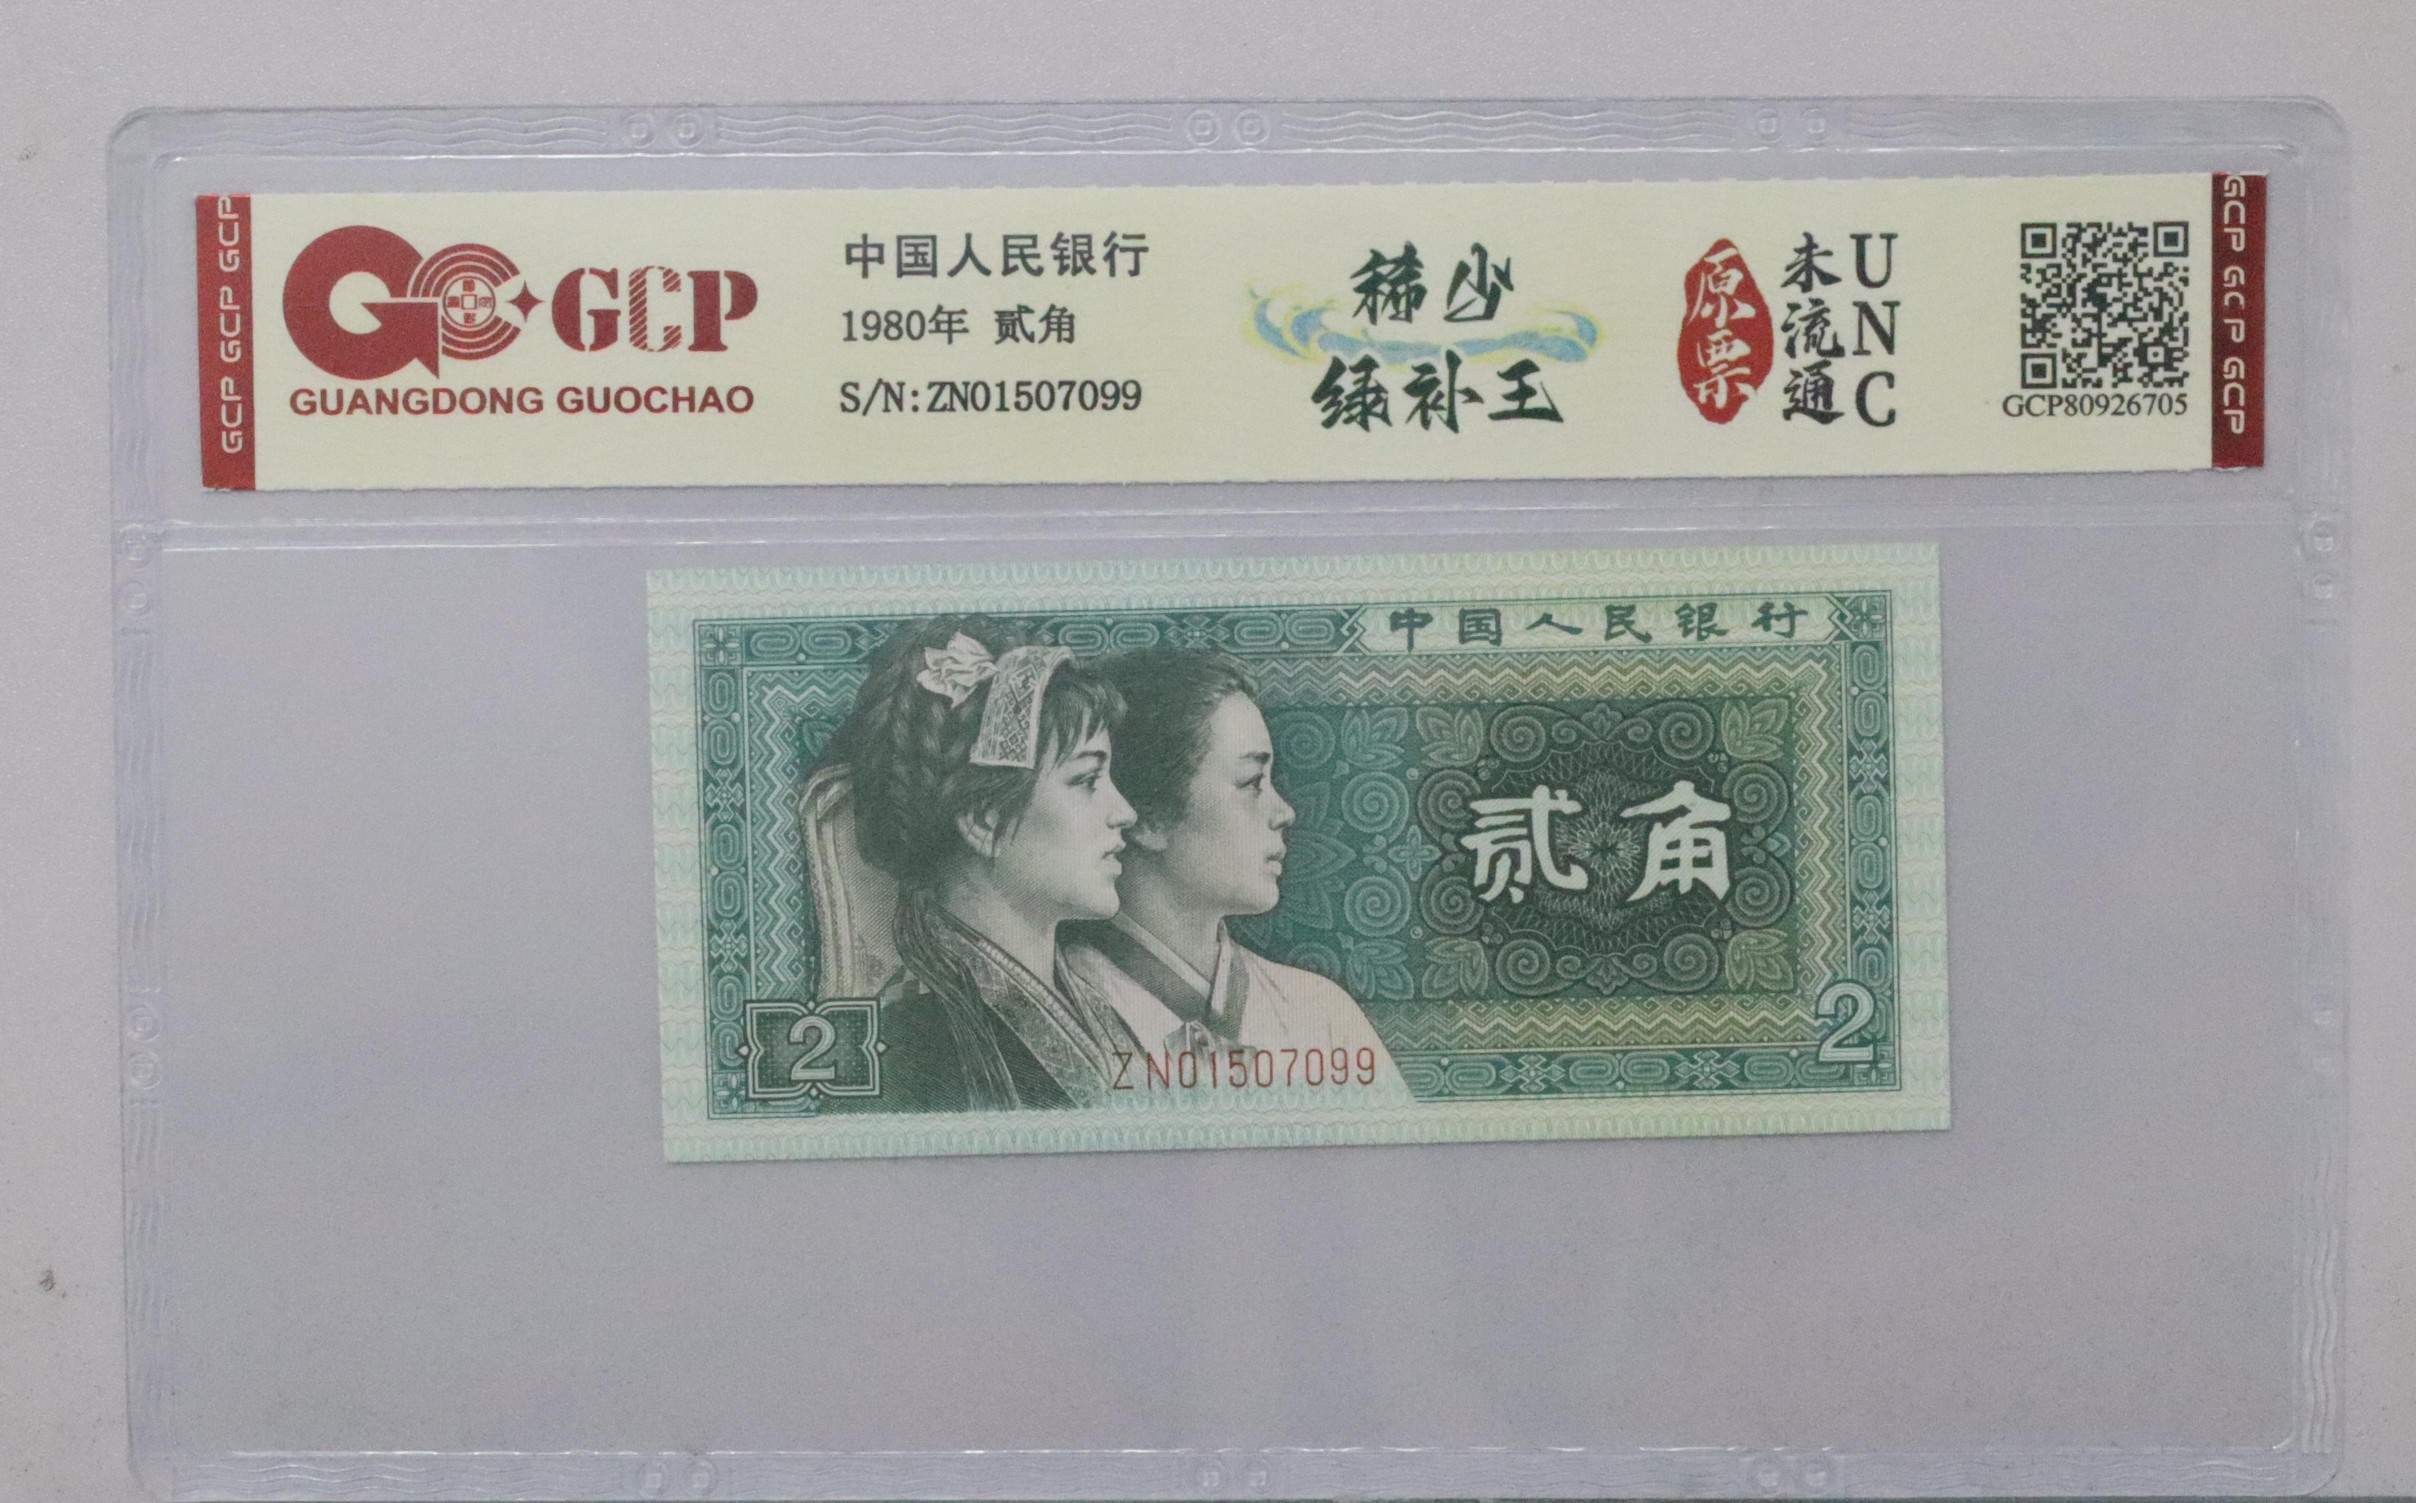 GCP GCP GCP
GCP
GUANGDONG GUOCHAO
中国人民银行
1980年 贰角
S/N:ZN01507099
稀少
绿补王
原票
未流通
UNC
GCP80926705
GCP GCP GCP
中国人民银行
贰角
2
2
ZN01507099